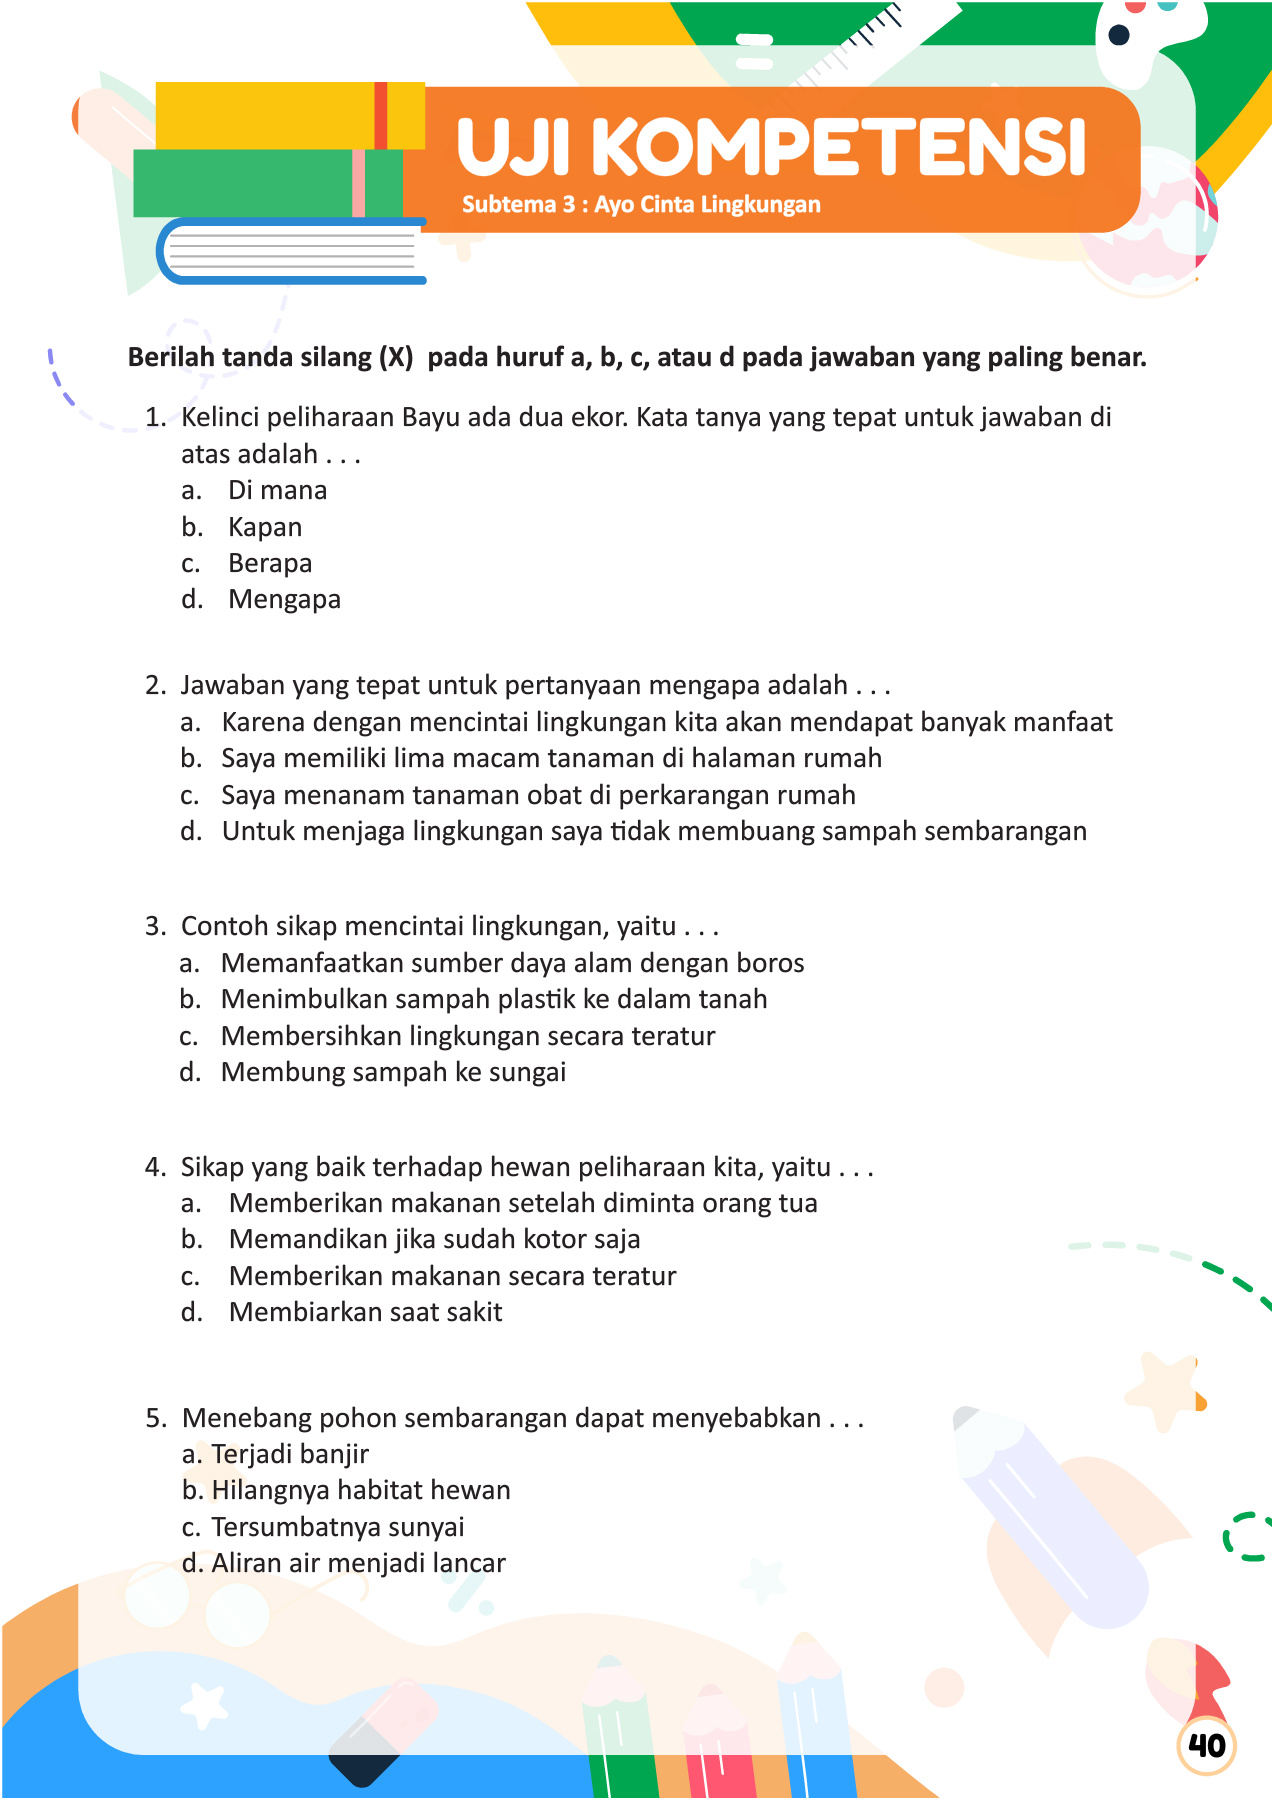 UJI KOMPETENSI
Subtema 3 : Ayo Cinta Lingkungan
Berilah tanda silang (X) pada huruf a, b, c, atau d pada jawaban yang paling benar.
1. Kelinci peliharaan Bayu ada dua ekor. Kata tanya yang tepat untuk jawaban di
atas adalah . . .
a. Di mana
b. Kapan
c. Berapa
d. Mengapa
2. Jawaban yang tepat untuk pertanyaan mengapa adalah . . .
a. Karena dengan mencintai lingkungan kita akan mendapat banyak manfaat
b. Saya memiliki lima macam tanaman di halaman rumah
c. Saya menanam tanaman obat di perkarangan rumah
d. Untuk menjaga lingkungan saya tidak membuang sampah sembarangan
3. Contoh sikap mencintai lingkungan, yaitu . . .
a. Memanfaatkan sumber daya alam dengan boros
b. Menimbulkan sampah plastik ke dalam tanah
c. Membersihkan lingkungan secara teratur
d. Membung sampah ke sungai
4. Sikap yang baik terhadap hewan peliharaan kita, yaitu . . .
a. Memberikan makanan setelah diminta orang tua
b. Memandikan jika sudah kotor saja
c. Memberikan makanan secara teratur
d. Membiarkan saat sakit
5. Menebang pohon sembarangan dapat menyebabkan . . .
a. Terjadi banjir
b. Hilangnya habitat hewan
c. Tersumbatnya sunyai
d. Aliran air menjadi lancar
40